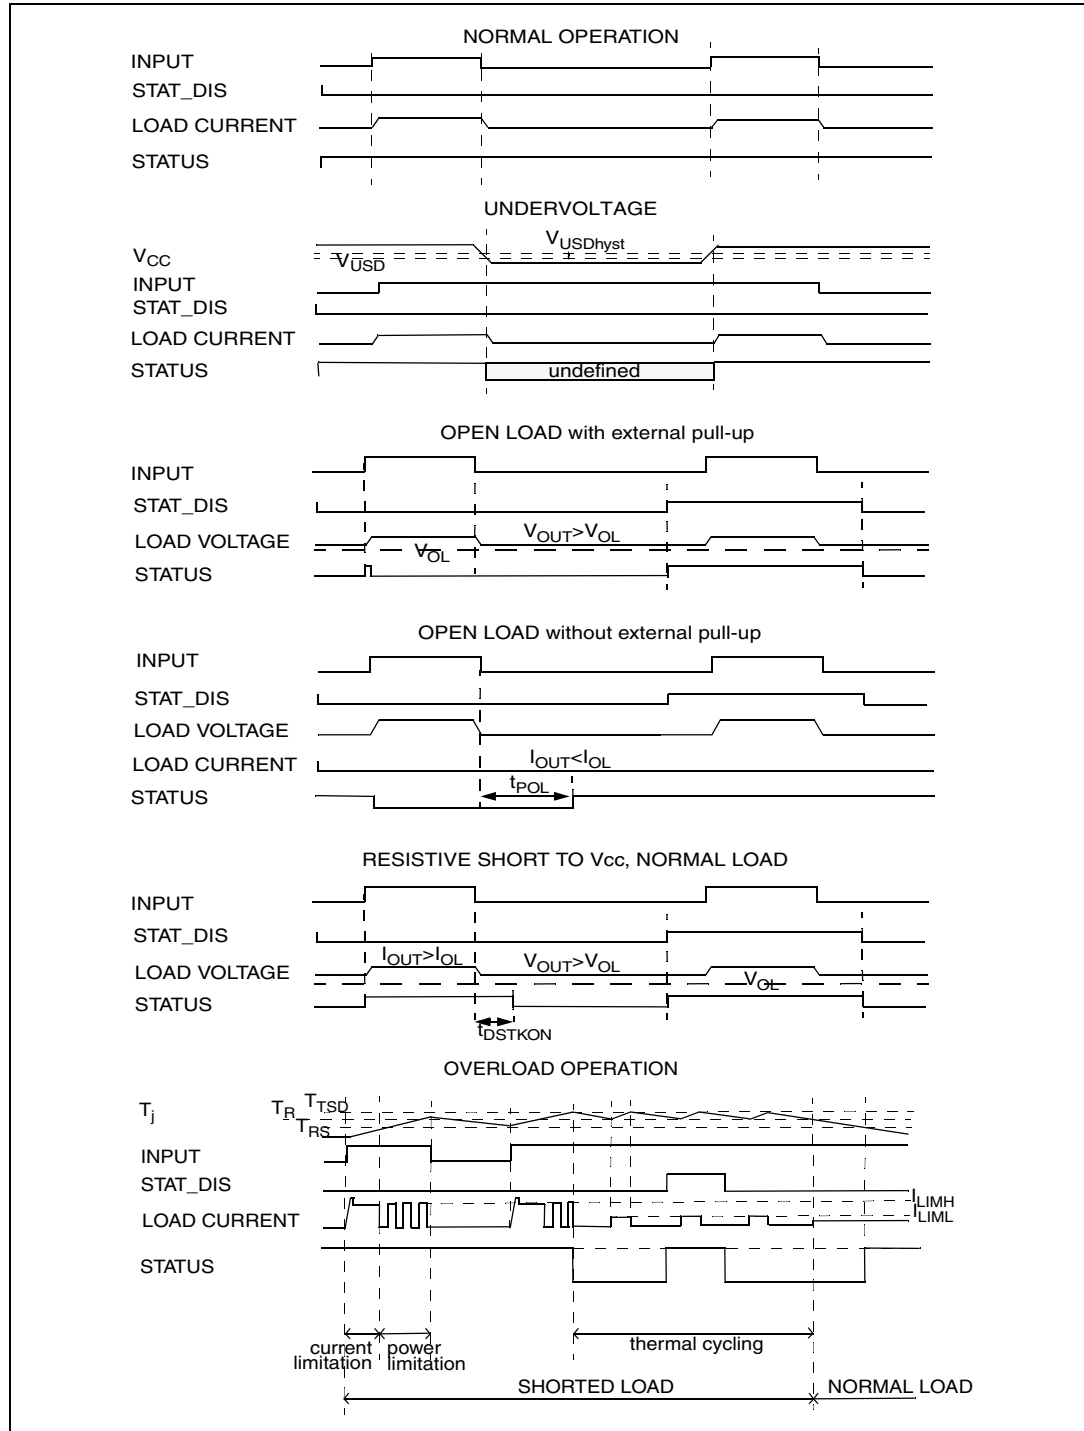 NORMAL OPERATION
INPUT
STAT_DIS
LOAD CURRENT
STATUS
UNDERVOLTAGE
VUSDhyst
VCC
VUSD
INPUT
STAT_DIS
LOAD CURRENT
STATUS
undefined
OPEN LOAD with external pull-up
INPUT
STAT_DIS
LOAD VOLTAGE
VOUT>VOL
VOL
STATUS
OPEN LOAD without external pull-up
INPUT
STAT_DIS
LOAD VOLTAGE
LOAD CURRENT
IOUT<IOL
tPOL
STATUS
RESISTIVE SHORT TO Vcc, NORMAL LOAD
INPUT
STAT_DIS
IOUT>IOL
VOUT>VOL
LOAD VOLTAGE
VOL
STATUS
tDSTKON
OVERLOAD OPERATION
Tj
TR
TTSD
TRS
INPUT
STAT_DIS
LOAD CURRENT
ILIMH
ILIML
STATUS
current limitation
power limitation
thermal cycling
SHORTED LOAD
NORMAL LOAD